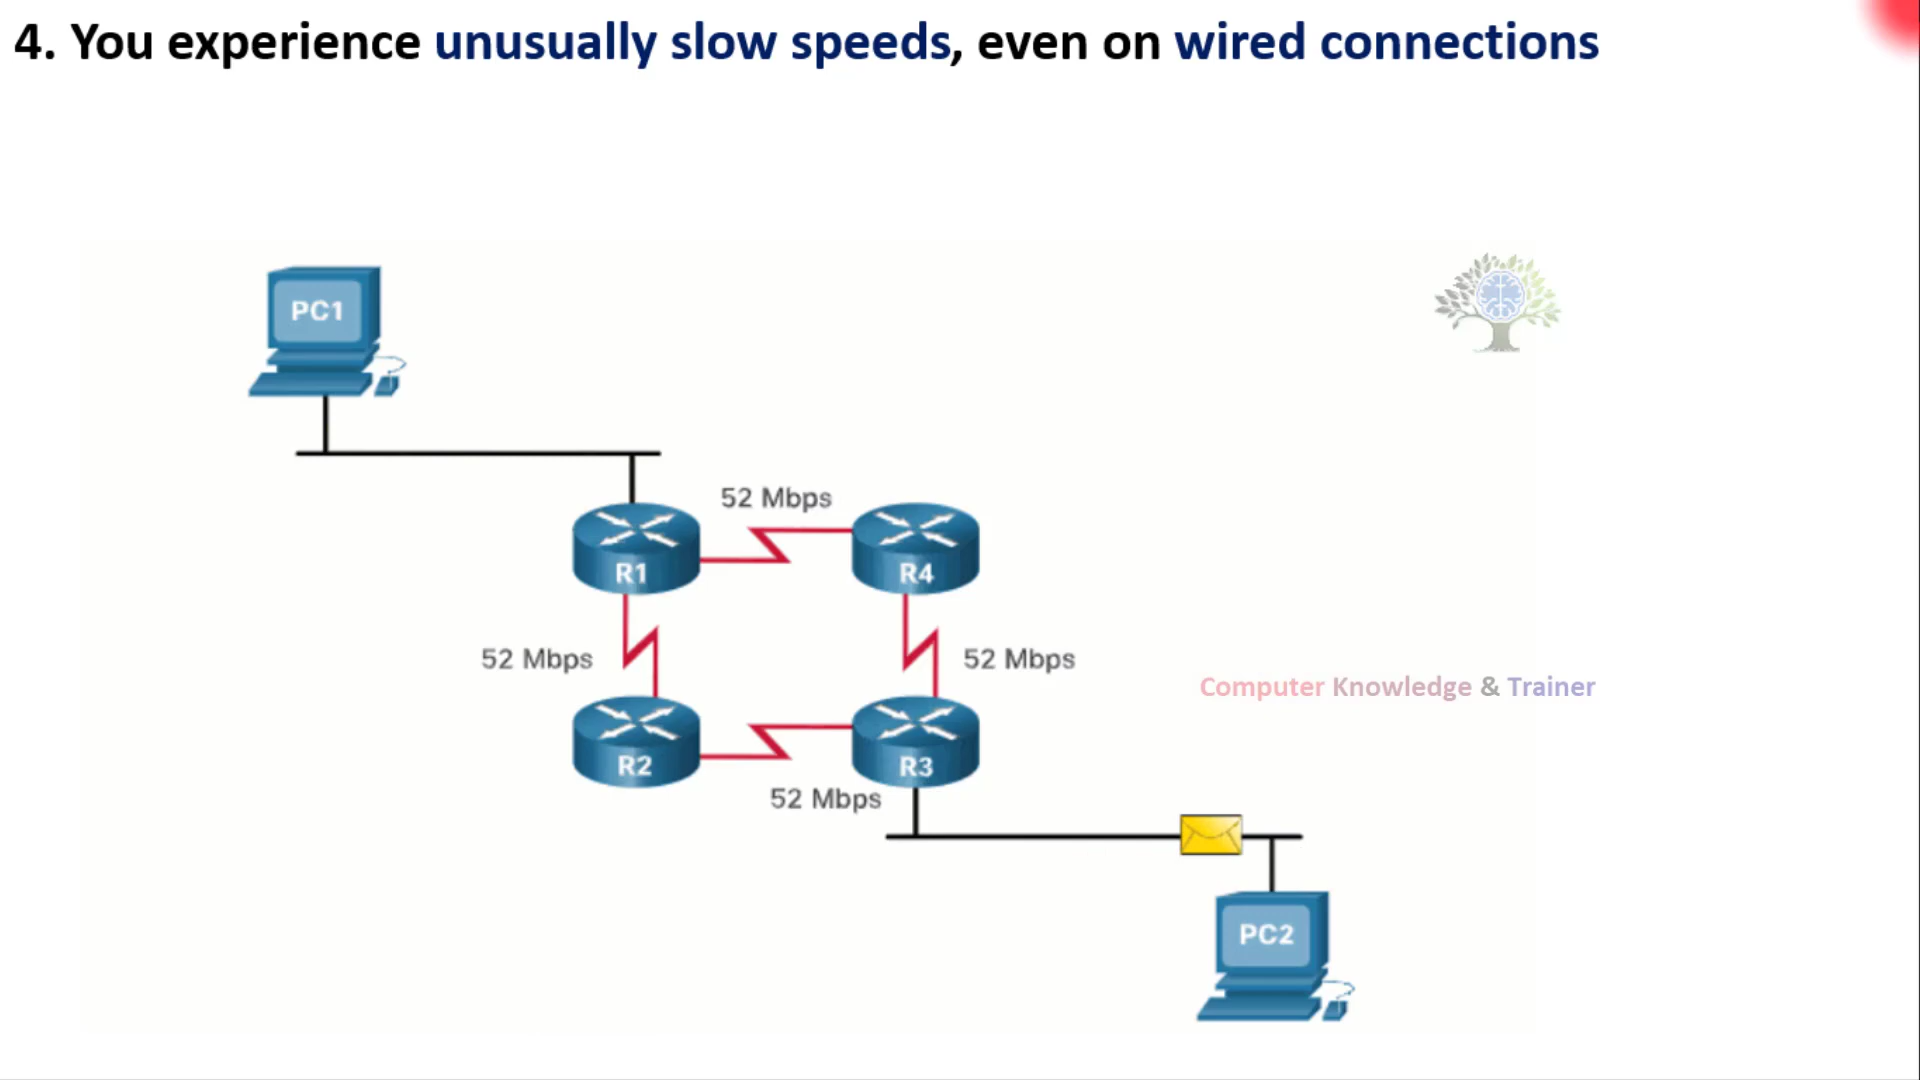 4. You experience unusually slow speeds, even on wired connections
PC1
52 Mbps
R1
R4
52 Mbps
52 Mbps
Computer Knowledge & Trainer
R2
R3
52 Mbps
PC2